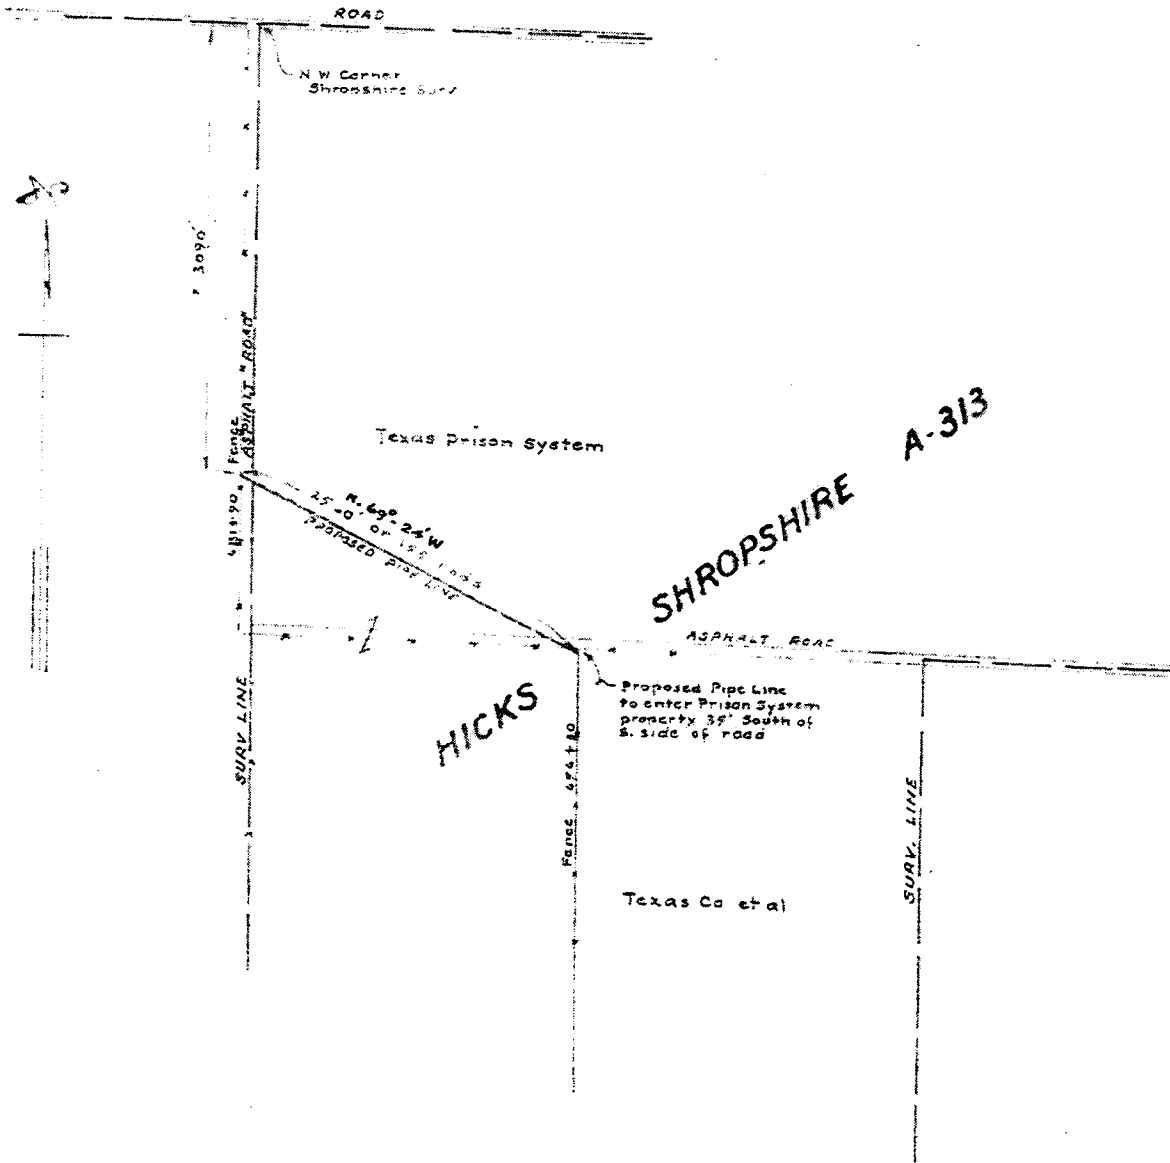 ROAD
N W Corner
Shropshire Surv
3090'
ASPHALT ROAD
Fence
Texas Prison System
N. 69° 25' W
or rods
PROPOSED PIPE LINE
HICKS SHROPSHIRE A-313
ASPHALT ROAD
Proposed Pipe Line
to enter Prison System
property 35' South of
S. side of road
SURV LINE
Fence
SURV. LINE
Texas Co et al